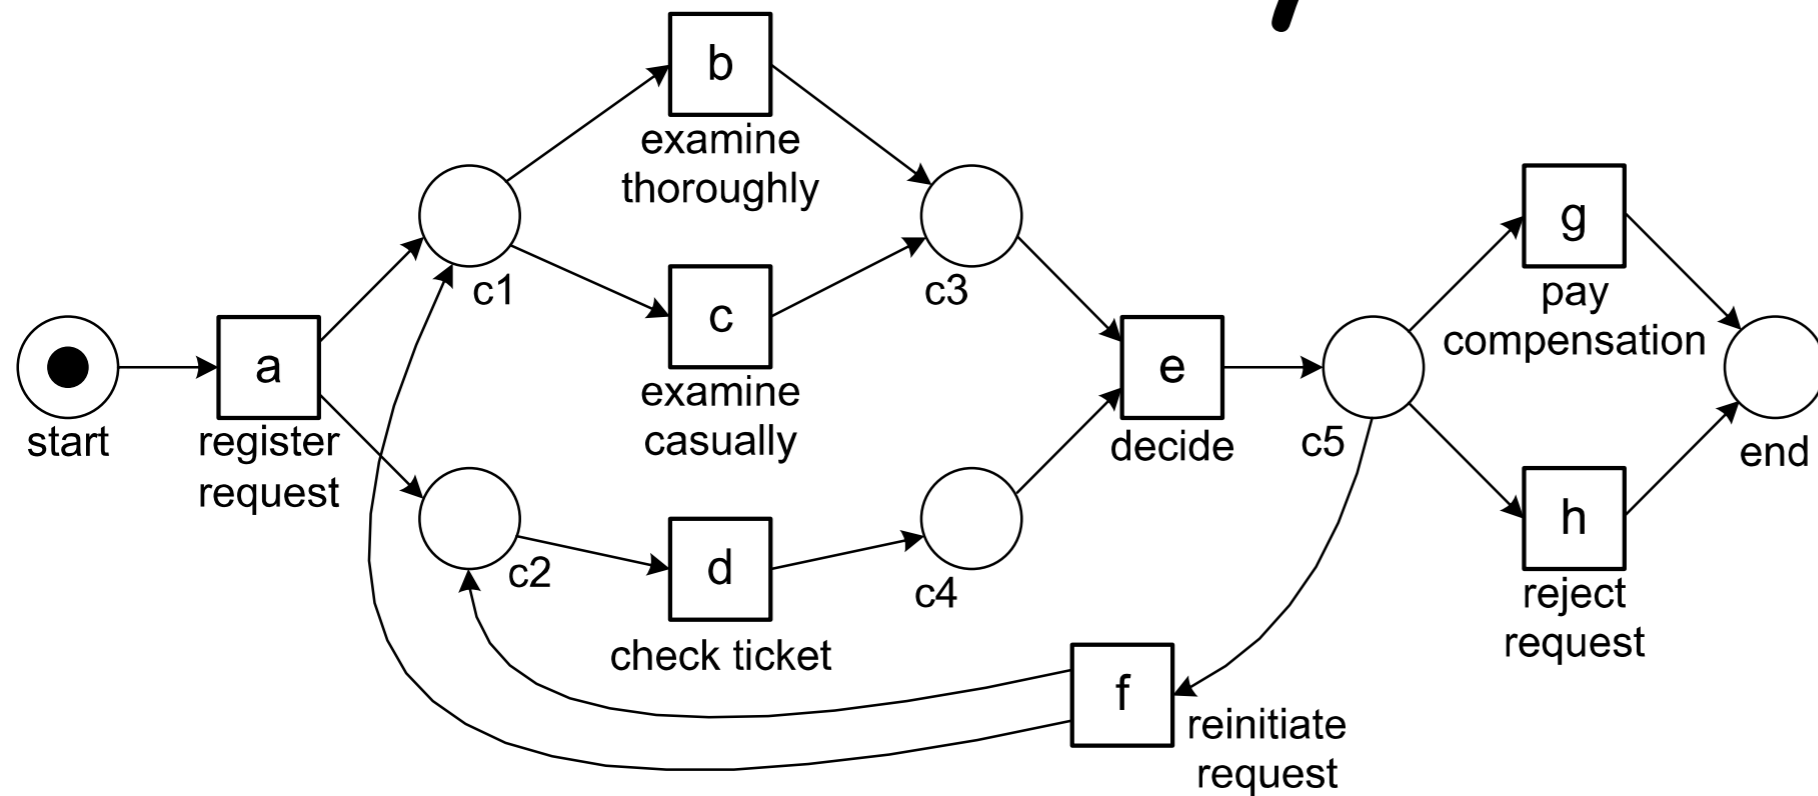 b
examine
thoroughly
c1
c
examine
casually
c3
start
a
register
request
c2
d
check ticket
c4
e
decide
c5
g
pay
compensation
h
reject
request
end
f
reinitiate
request